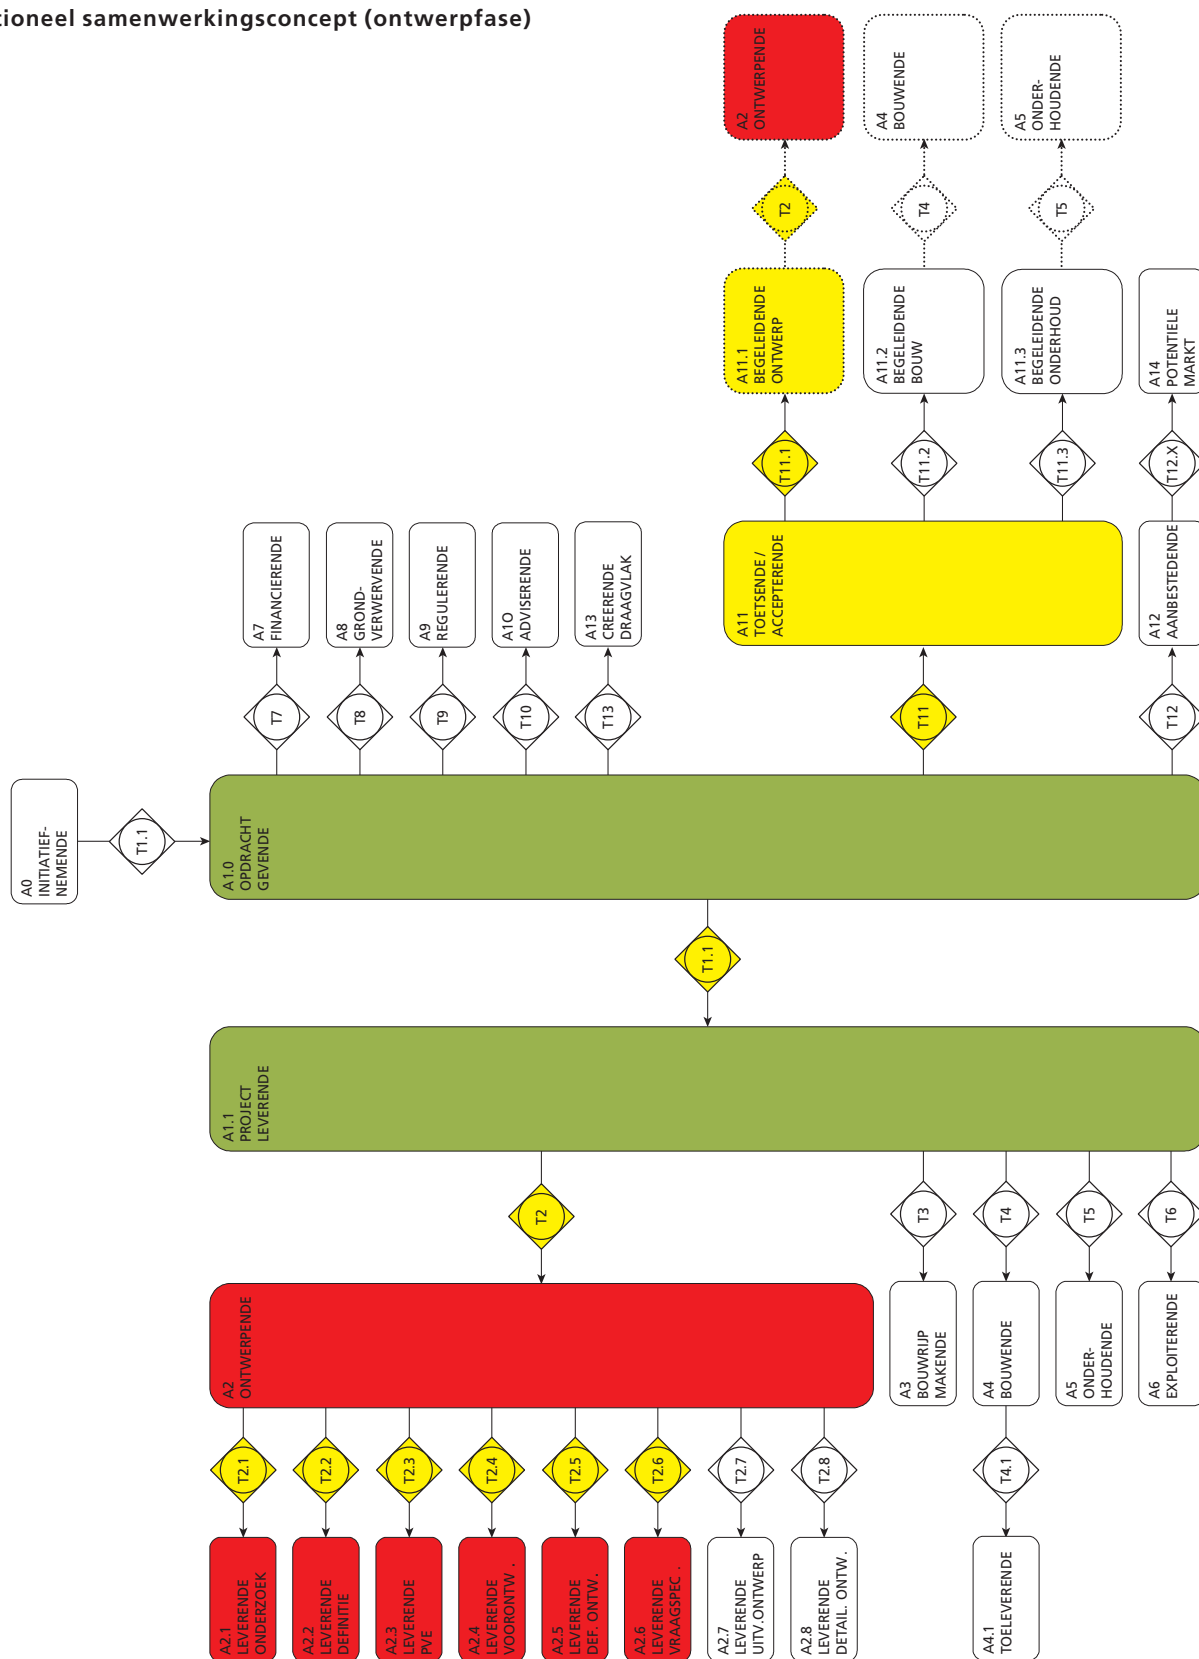 tioneel samenwerkingsconcept (ontwerpfase)
A0
INITIATIEF-
NEMENDE
T1.1
A1.0
OPDRACHT
GEVENDE
T7
A7
FINANCIERENDE
T8
A8
GROND-
VERWERVENDE
T9
A9
REGULERENDE
T10
A1O
ADVISERENDE
T13
A13
CREERENDE
DRAAGVLAK
T11
A11
TOETSENDE /
ACCEPTERENDE
T11.1
A11.1
BEGELEIDENDE
ONTWERP
T2
A2
ONTWERPENDE
T11.2
A11.2
BEGELEIDENDE
BOUW
T4
A4
BOUWENDE
T11.3
A11.3
BEGELEIDENDE
ONDERHOUD
T5
A5
ONDER-
HOUDENDE
T12
A12
AANBESTEDENDE
T12.X
A14
POTENTIELE
MARKT
T1.1
A1.1
PROJECT
LEVERENDE
T2
A2
ONTWERPENDE
T2.1
A2.1
LEVERENDE
ONDERZOEK
T2.2
A2.2
LEVERENDE
DEFINITIE
T2.3
A2.3
LEVERENDE
PVE
T2.4
A2.4
LEVERENDE
VOORONTW .
T2.5
A2.5
LEVERENDE
DEF. ONTW.
T2.6
A2.6
LEVERENDE
VRAAGSPEC .
T2.7
A2.7
LEVERENDE
UITV.ONTWERP
T2.8
A2.8
LEVERENDE
DETAIL. ONTW.
T3
A3
BOUWRIJP
MAKENDE
T4
A4
BOUWENDE
T4.1
A4.1
TOELEVERENDE
T5
A5
ONDER-
HOUDENDE
T6
A6
EXPLOITERENDE